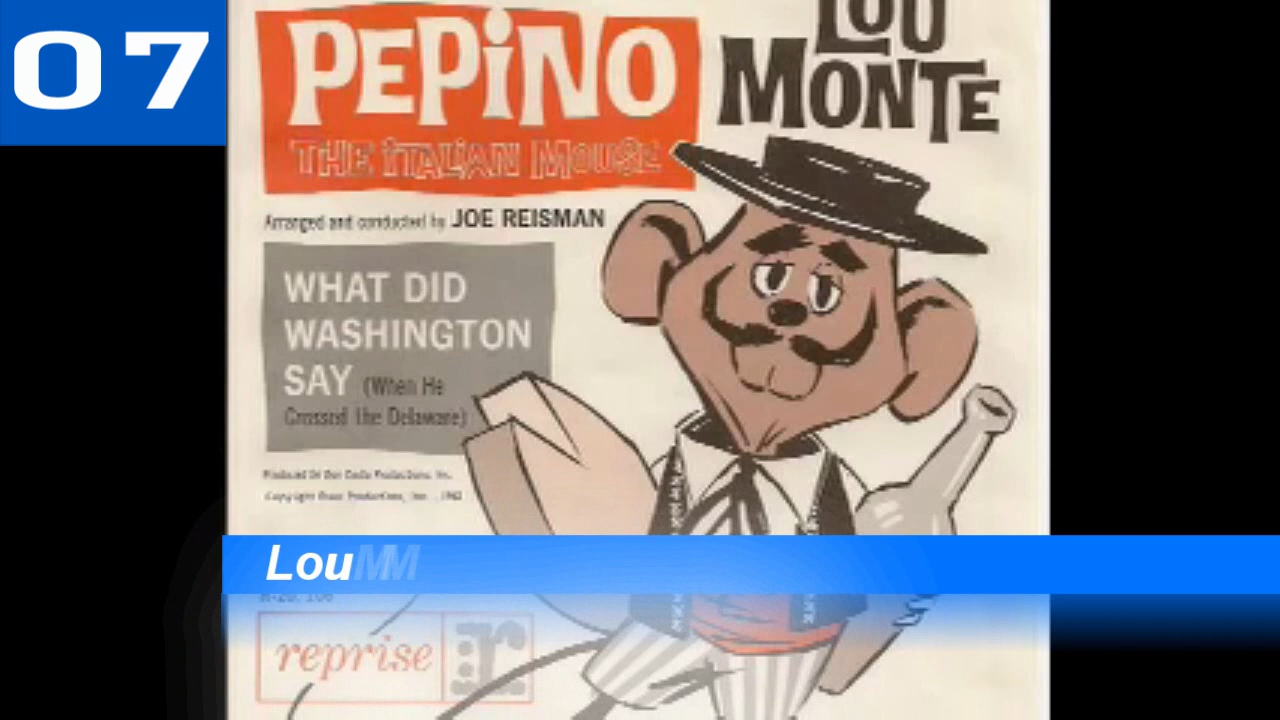 07
PEPINO
THE ITALIAN MOUSE
LOU
MONTE
Arranged and conducted by JOE REISMAN
WHAT DID
WASHINGTON
SAY (When He
Crossed the Delaware)
Lou
reprise r